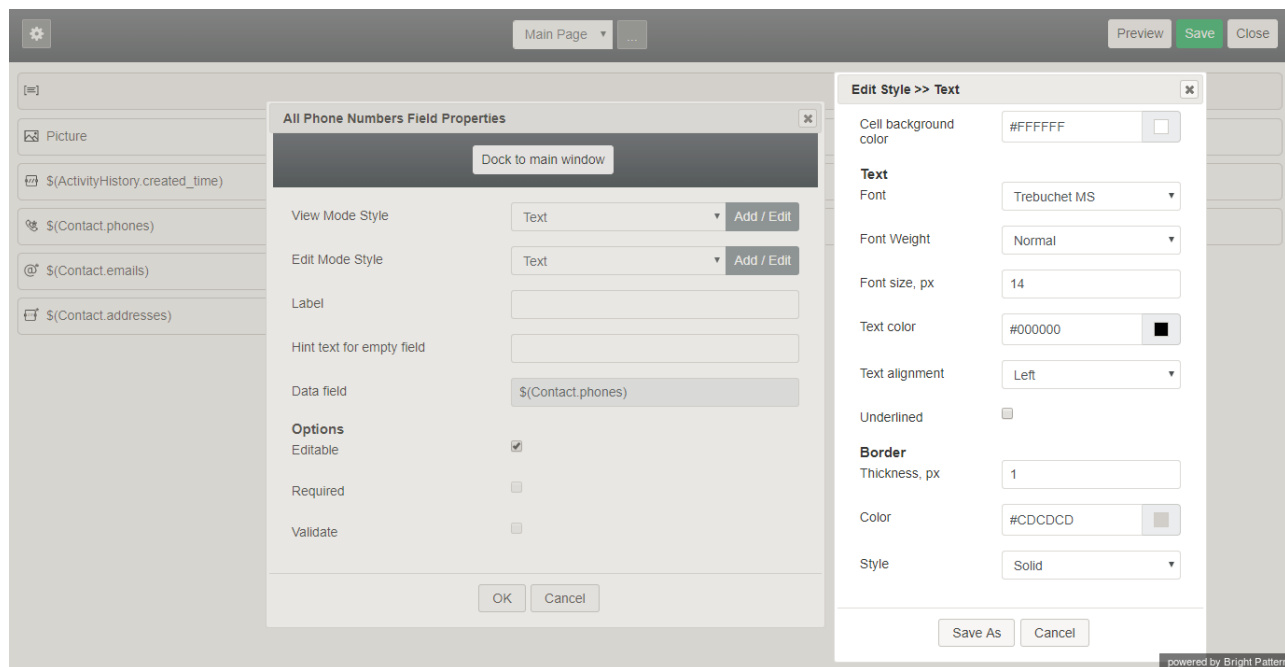 Main Page
...
Preview
Save
Close
[=]
Picture
$(ActivityHistory.created_time)
$(Contact.phones)
$(Contact.emails)
$(Contact.addresses)
All Phone Numbers Field Properties
Dock to main window
View Mode Style
Text
Add / Edit
Edit Mode Style
Text
Add / Edit
Label
Hint text for empty field
Data field
$(Contact.phones)
Options
Editable
Required
Validate
OK
Cancel
Edit Style >> Text
Cell background
color
#FFFFFF
Text
Font
Trebuchet MS
Font Weight
Normal
Font size, px
14
Text color
#000000
Text alignment
Left
Underlined
Border
Thickness, px
1
Color
#CDCDCD
Style
Solid
Save As
Cancel
powered by Bright Pattern